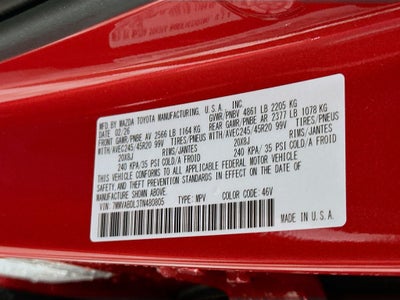 MFD. BY MAZDA TOYOTA MANUFACTURING, U.S.A., INC.
DATE: 02/26 GVWR/PNBV 4861 LB 2205 KG
FRONT GAWR/PNBE AV 2566 LB 1164 KG REAR GAWR/PNBE AR 2377 LB 1078 KG
W/AVEC245/45R20 99V TIRES/PNEUS W/AVEC245/45R20 99V TIRES/PNEUS
20X8J RIMS/JANTES 20X8J RIMS/JANTES
240 KPA/35 PSI COLD/A FROID 240 KPA/ 35 PSI COLD/A FROID
THIS VEHICLE CONFORMS TO ALL APPLICABLE FEDERAL MOTOR VEHICLE
SAFETY, BUMPER, AND THEFT PREVENTION STANDARDS IN EFFECT ON THE DATE OF
MANUFACTURE SHOWN ABOVE.
VIN: 7MMVABDL3TN480805 TYPE: MPV COLOR CODE: 46V
MADE IN U.S.A.